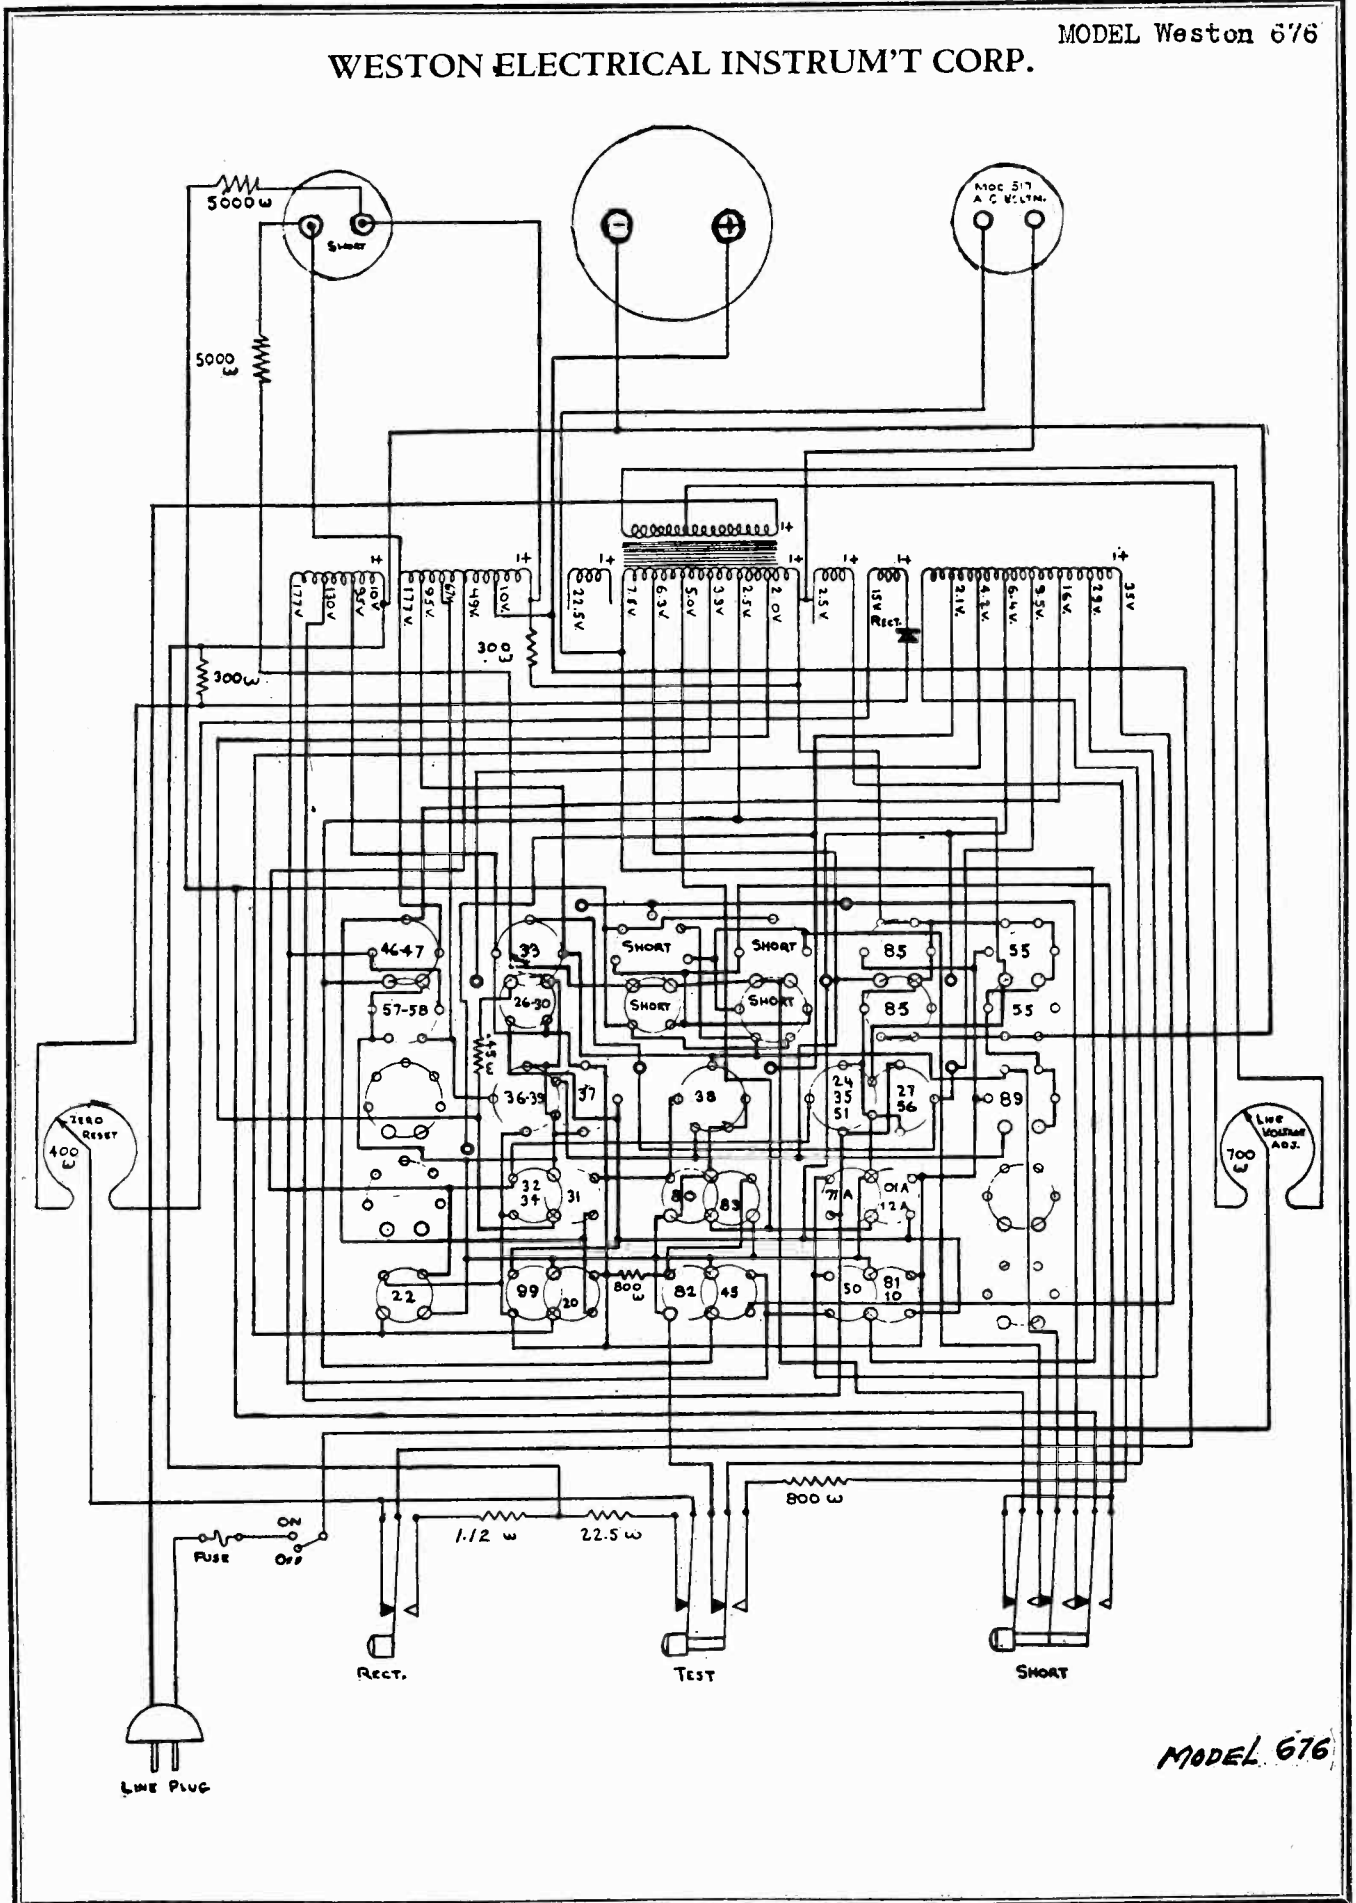 MODEL Weston 676
WESTON ELECTRICAL INSTRUM'T CORP.
5000 ω
SHORT
MOD 517
A C VOLTM.
5000
ω
1+
1+
1+
1+
1+
1+
1+
1+
177V
130V
95V
10V
177V.
95V.
67V
49V.
10V.
22.5V
7.5V
6.3V
5.0V
3.3V
2.5V
2.0V
2.5V
15V
RECT.
2.1V.
4.2V.
6.4V.
8.5V.
16V.
29V.
35V
300 ω
300 ω
46-47
33
SHORT
SHORT
85
55
57-58
26-30
SHORT
SHORT
85
55
ZERO
RESET
400
ω
36-39
37
38
24
35
51
27
56
89
LINE
VOLTAGE
ADJ.
700
ω
32
34
31
80
83
71A
01A
12A
22
99
20
800
ω
82
45
50
81
10
800 ω
ON
OFF
FUSE
1.12 ω
22.5 ω
RECT.
TEST
SHORT
LINE PLUG
MODEL 676